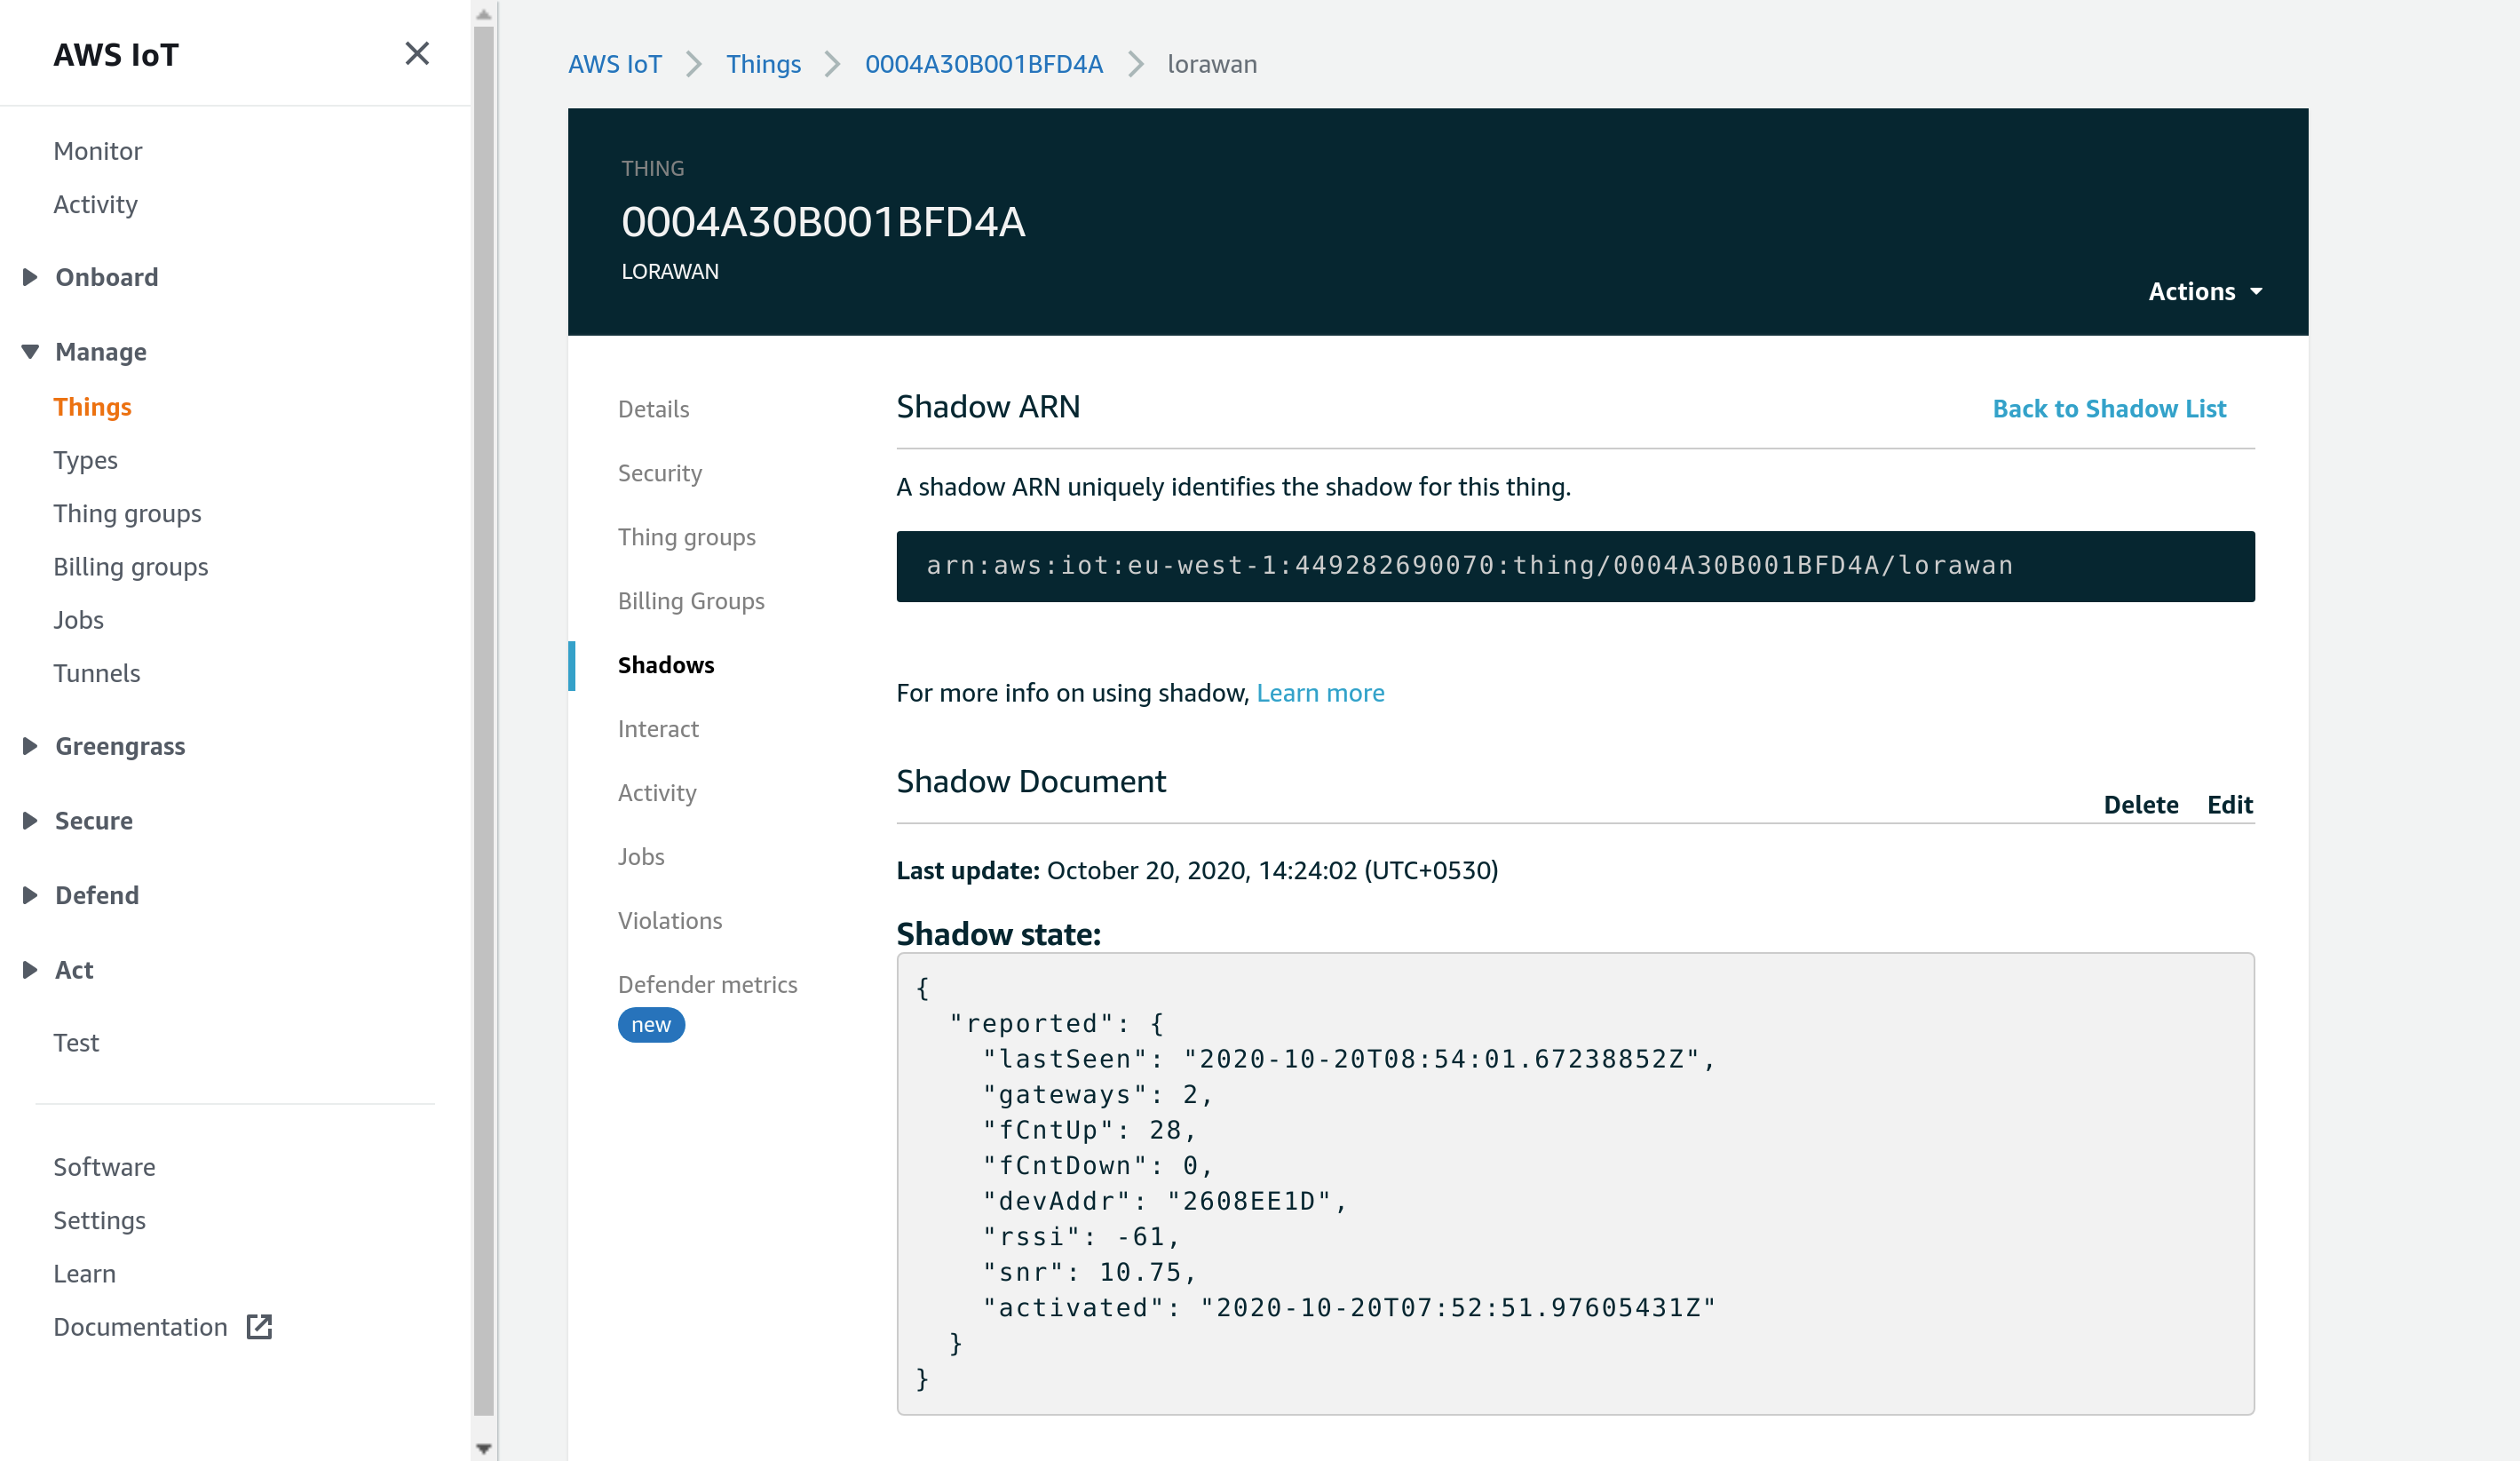 AWS IoT
Monitor
Activity
Onboard
Manage
Things
Types
Thing groups
Billing groups
Jobs
Tunnels
Greengrass
Secure
Defend
Act
Test
Software
Settings
Learn
Documentation
AWS IoT > Things > 0004A30B001BFD4A > lorawan
THING
0004A30B001BFD4A
LORAWAN
Actions
Details
Security
Thing groups
Billing Groups
Shadows
Interact
Activity
Jobs
Violations
Defender metrics
new
Shadow ARN
Back to Shadow List
A shadow ARN uniquely identifies the shadow for this thing.
arn:aws:iot:eu-west-1:449282690070:thing/0004A30B001BFD4A/lorawan
For more info on using shadow, Learn more
Shadow Document
Delete Edit
Last update: October 20, 2020, 14:24:02 (UTC+0530)
Shadow state:
{
  "reported": {
    "lastSeen": "2020-10-20T08:54:01.67238852Z",
    "gateways": 2,
    "fCntUp": 28,
    "fCntDown": 0,
    "devAddr": "2608EE1D",
    "rssi": -61,
    "snr": 10.75,
    "activated": "2020-10-20T07:52:51.97605431Z"
  }
}